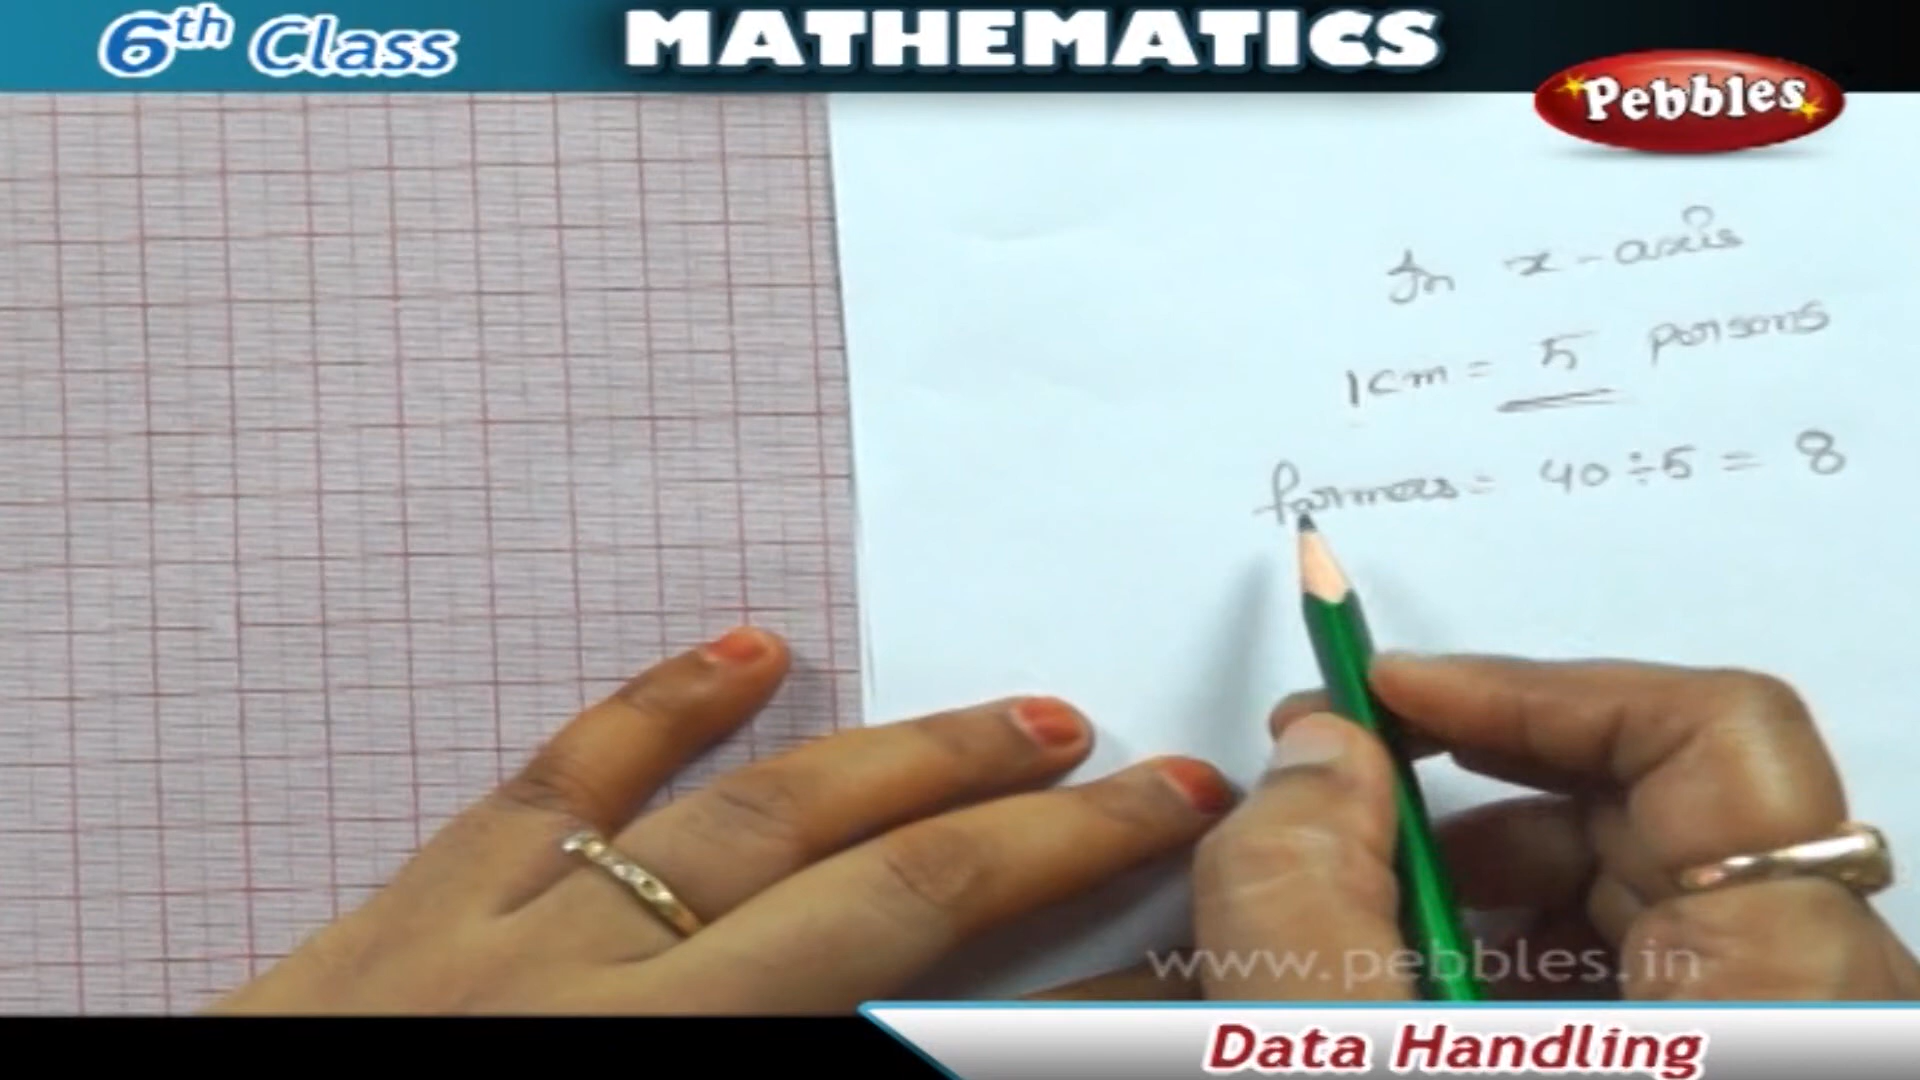 6th Class
MATHEMATICS
Pebbles
In x-axis
1cm = 5 persons
farmers = 40 ÷ 5 = 8
www.pebbles.in
Data Handling